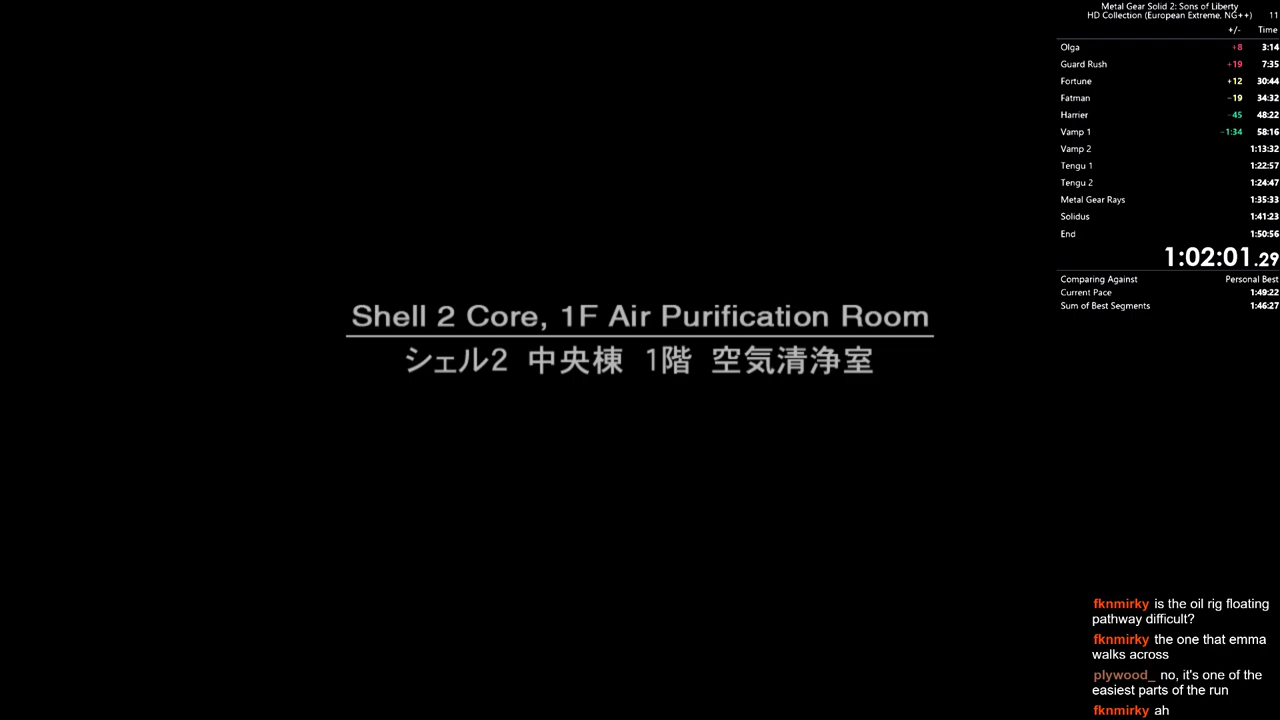 Metal Gear Solid 2: Sons of Liberty
HD Collection (European Extreme, NG++) 11
+/- Time
Olga +8 3:14
Guard Rush +19 7:35
Fortune +12 30:44
Fatman −19 34:32
Harrier −45 48:22
Vamp 1 −1:34 58:16
Vamp 2 1:13:32
Tengu 1 1:22:57
Tengu 2 1:24:47
Metal Gear Rays 1:35:33
Solidus 1:41:23
End 1:50:56
1:02:01.29
Comparing Against Personal Best
Current Pace 1:49:22
Sum of Best Segments 1:46:27
Shell 2 Core, 1F Air Purification Room
シェル2 中央棟 1階 空気清浄室
fknmirky is the oil rig floating
pathway difficult?
fknmirky the one that emma
walks across
plywood_ no, it's one of the
easiest parts of the run
fknmirky ah